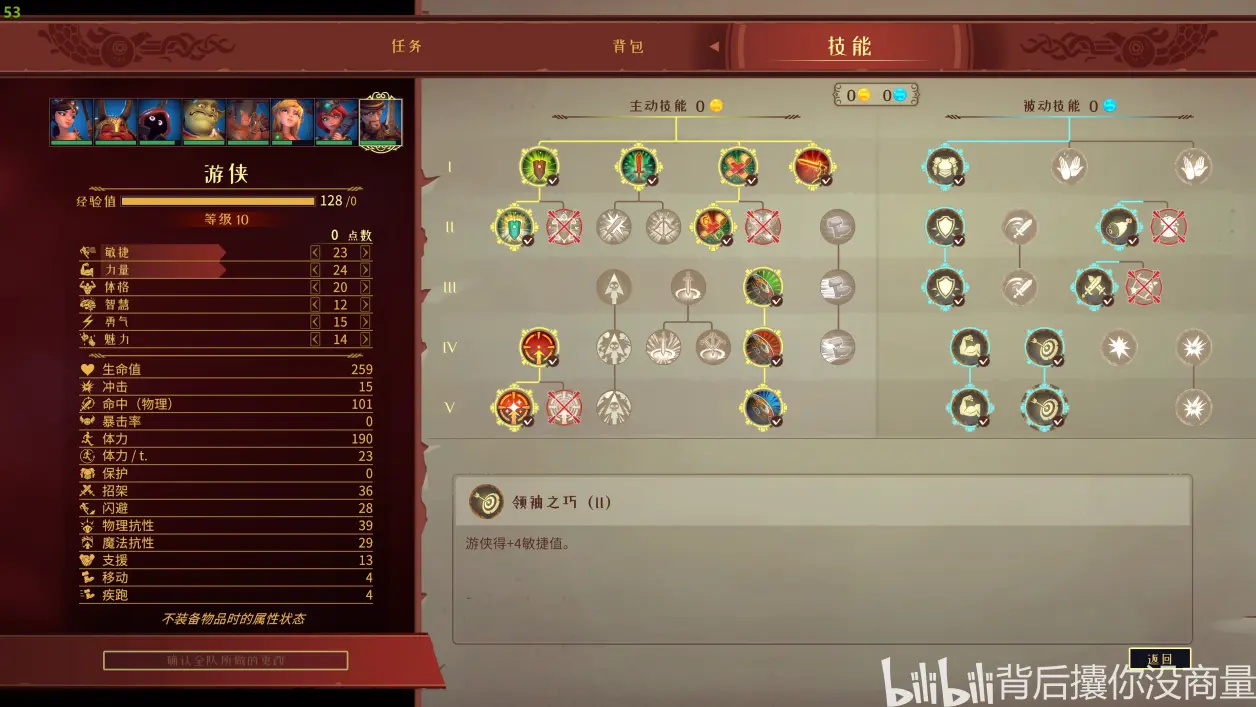 53
任务
背包
技能
主动技能 0
0 0
被动技能 0
游侠
经验值 128 /0
等级 10
0 点数
敏捷 23
力量 24
体格 20
智慧 12
勇气 15
魅力 14
生命值 259
冲击 15
命中（物理） 101
暴击率 0
体力 190
体力 / t. 23
保护 0
招架 36
闪避 28
物理抗性 39
魔法抗性 29
支援 13
移动 4
疾跑 4
不装备物品时的属性状态
确认全队所做的更改
I
II
III
IV
V
领袖之巧 (II)
游侠得+4敏捷值。
-
返回
bilibili 背后攮你没商量